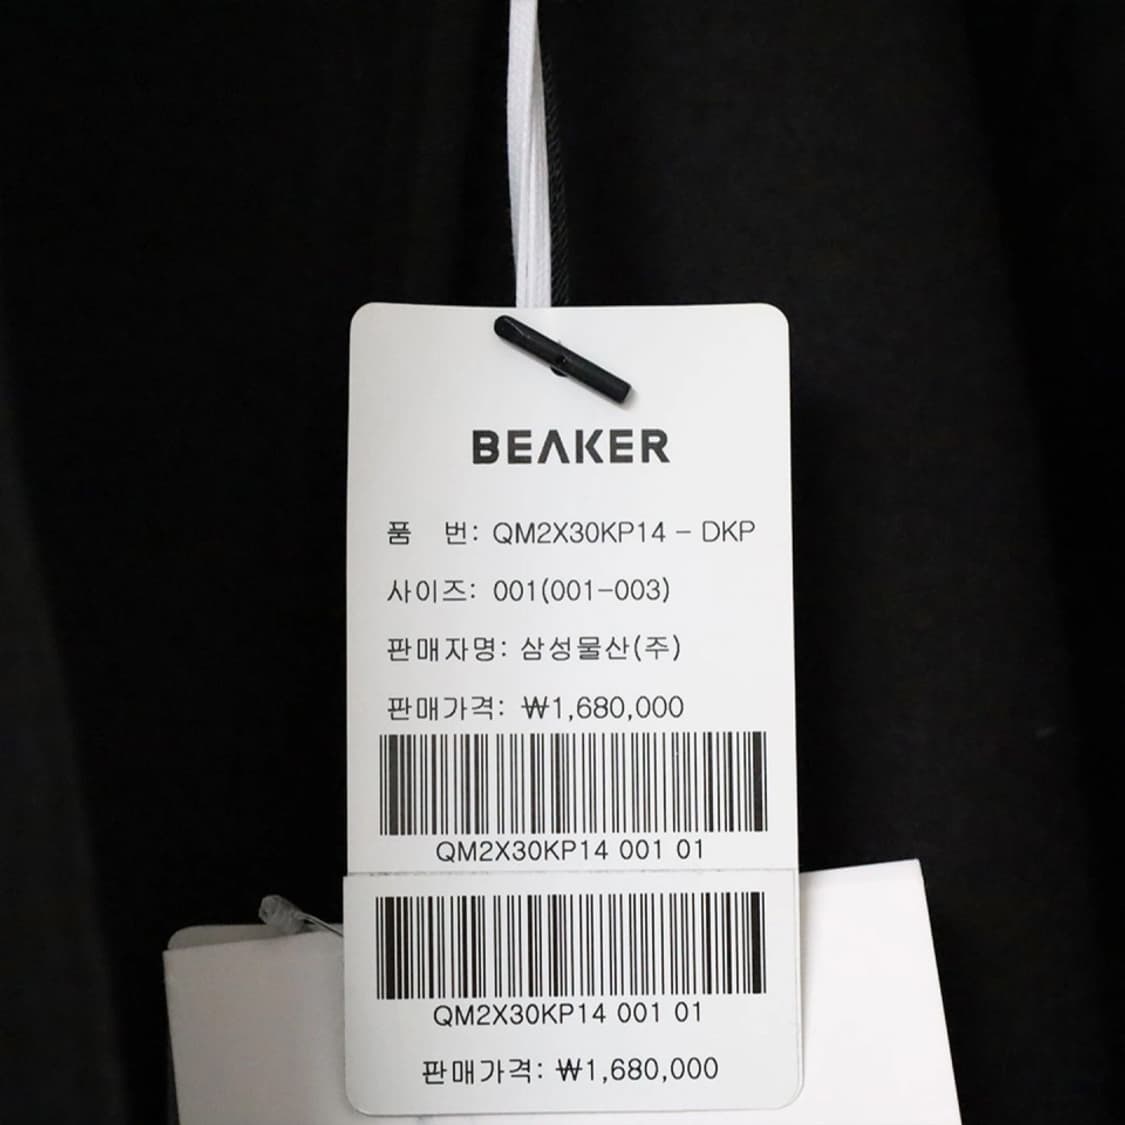 BEAKER
품 번: QM2X30KP14 - DKP
사이즈: 001(001-003)
판매자명: 삼성물산(주)
판매가격: ₩1,680,000
QM2X30KP14 001 01
QM2X30KP14 001 01
판매가격: ₩1,680,000